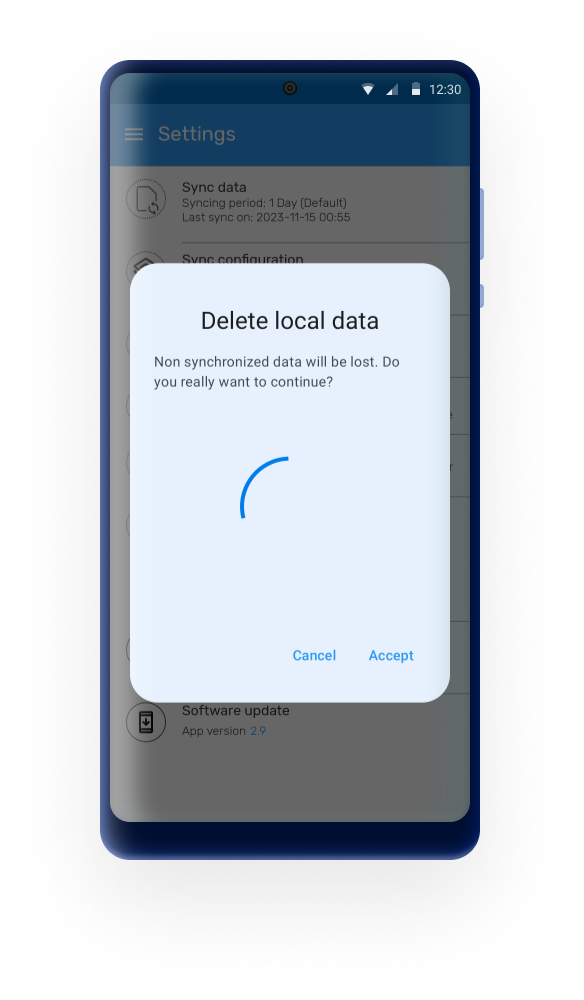 12:30
Settings
Sync data
Syncing period: 1 Day (Default)
Last sync on: 2023-11-15 00:55
Sync configuration
Delete local data
Non synchronized data will be lost. Do
you really want to continue?
Cancel
Accept
Software update
App version 2.9